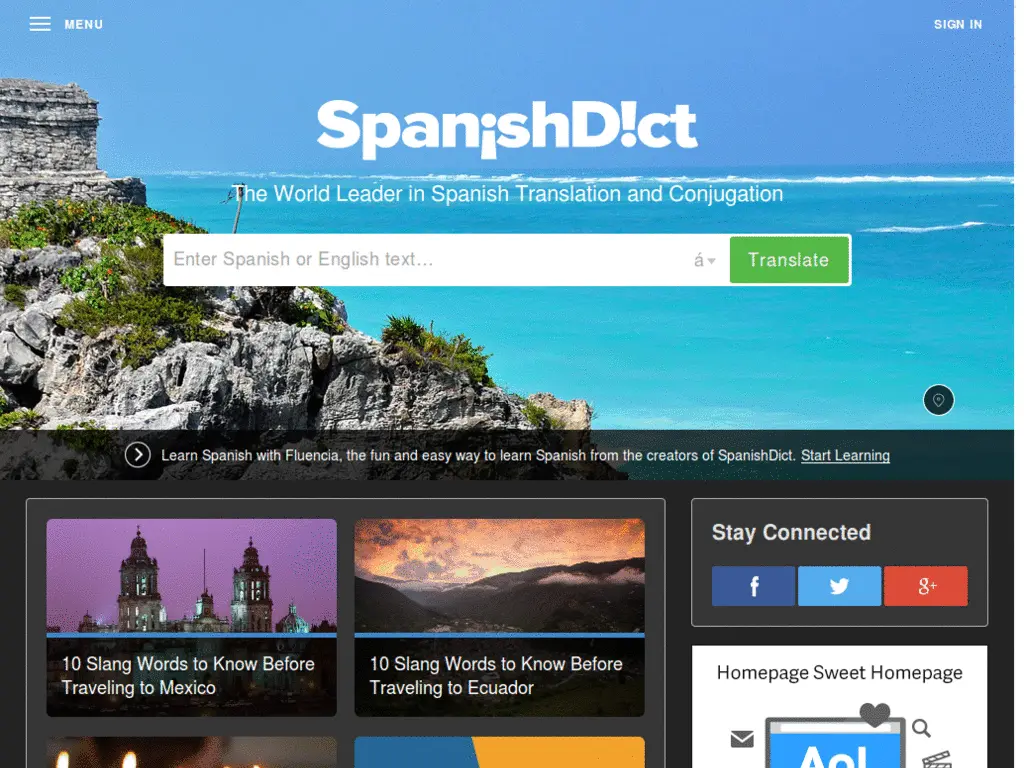 MENU
SIGN IN
Span¡shD!ct
The World Leader in Spanish Translation and Conjugation
Enter Spanish or English text...
á
Translate
Learn Spanish with Fluencia, the fun and easy way to learn Spanish from the creators of SpanishDict. Start Learning
10 Slang Words to Know Before
Traveling to Mexico
10 Slang Words to Know Before
Traveling to Ecuador
Stay Connected
f
g+
Homepage Sweet Homepage
Aol